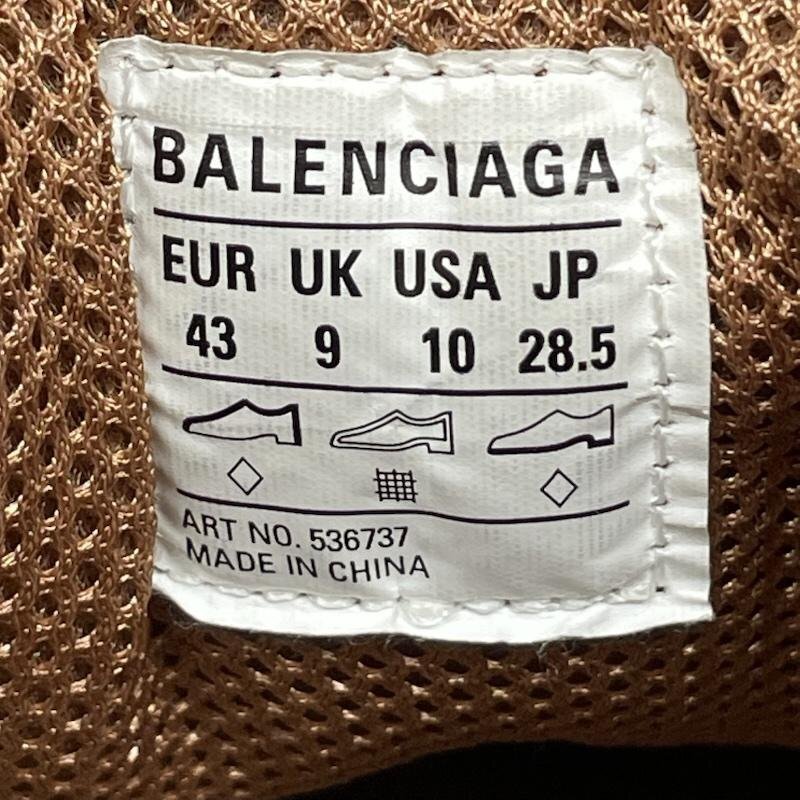 BALENCIAGA
EUR UK USA JP
43 9 10 28.5
ART NO. 536737
MADE IN CHINA